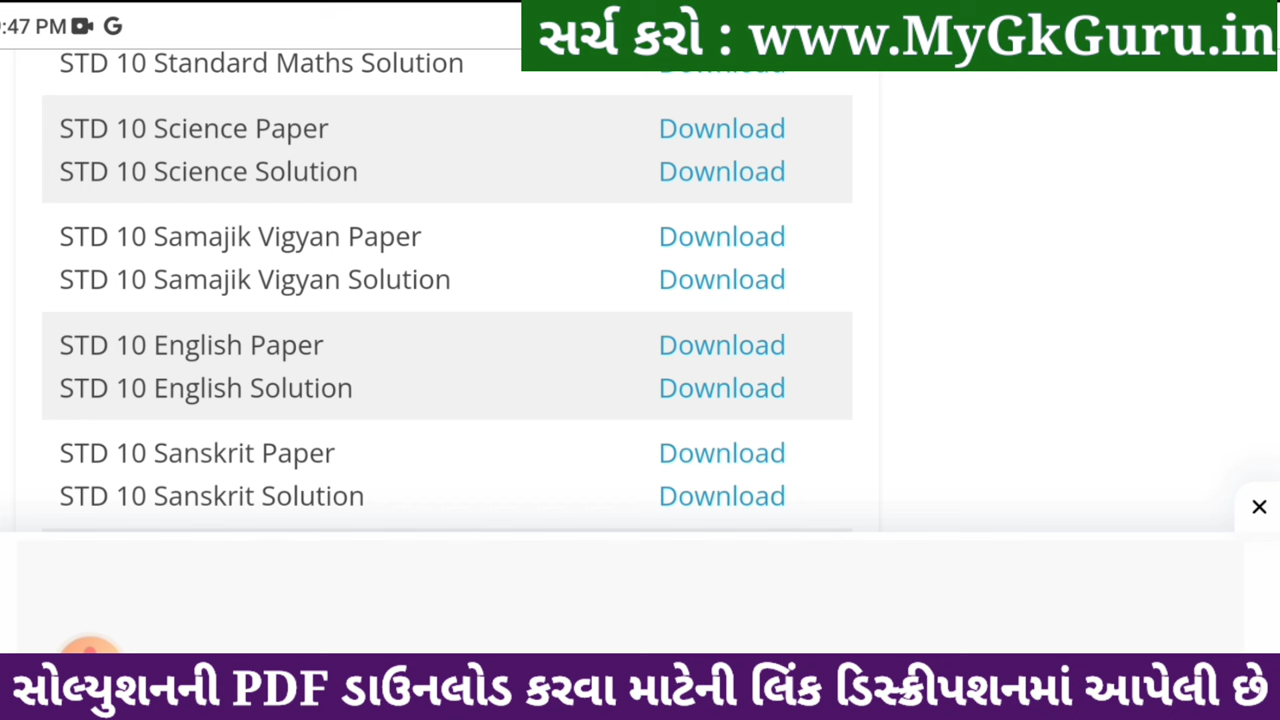 :47 PM G
સર્ચ કરો : www.MyGkGuru.in
STD 10 Standard Maths Solution
STD 10 Science Paper Download
STD 10 Science Solution Download
STD 10 Samajik Vigyan Paper Download
STD 10 Samajik Vigyan Solution Download
STD 10 English Paper Download
STD 10 English Solution Download
STD 10 Sanskrit Paper Download
STD 10 Sanskrit Solution Download
સોલ્યુશનની PDF ડાઉનલોડ કરવા માટેની લિંક ડિસ્ક્રીપશનમાં આપેલી છે